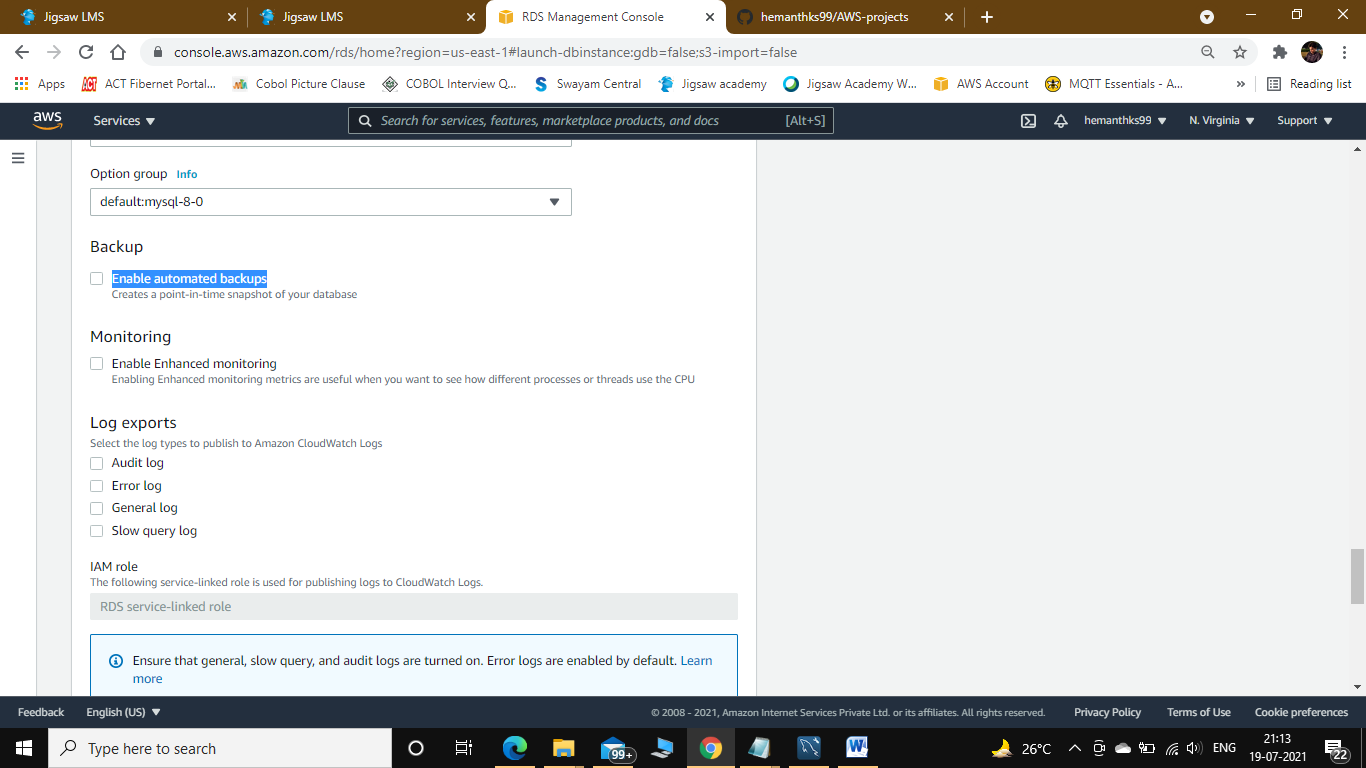 Jigsaw LMS
Jigsaw LMS
RDS Management Console
hemanthks99/AWS-projects
console.aws.amazon.com/rds/home?region=us-east-1#launch-dbinstance:gdb=false;s3-import=false
Apps
ACT Fibernet Portal...
Cobol Picture Clause
COBOL Interview Q...
Swayam Central
Jigsaw academy
Jigsaw Academy W...
AWS Account
MQTT Essentials - A...
»
Reading list
aws
Services
Search for services, features, marketplace products, and docs
[Alt+S]
hemanthks99
N. Virginia
Support
Option group Info
default:mysql-8-0
Backup
Enable automated backups
Creates a point-in-time snapshot of your database
Monitoring
Enable Enhanced monitoring
Enabling Enhanced monitoring metrics are useful when you want to see how different processes or threads use the CPU
Log exports
Select the log types to publish to Amazon CloudWatch Logs
Audit log
Error log
General log
Slow query log
IAM role
The following service-linked role is used for publishing logs to CloudWatch Logs.
RDS service-linked role
Ensure that general, slow query, and audit logs are turned on. Error logs are enabled by default. Learn
more
Feedback
English (US)
© 2008 - 2021, Amazon Internet Services Private Ltd. or its affiliates. All rights reserved.
Privacy Policy
Terms of Use
Cookie preferences
Type here to search
99+
26°C
ENG
21:13
19-07-2021
22